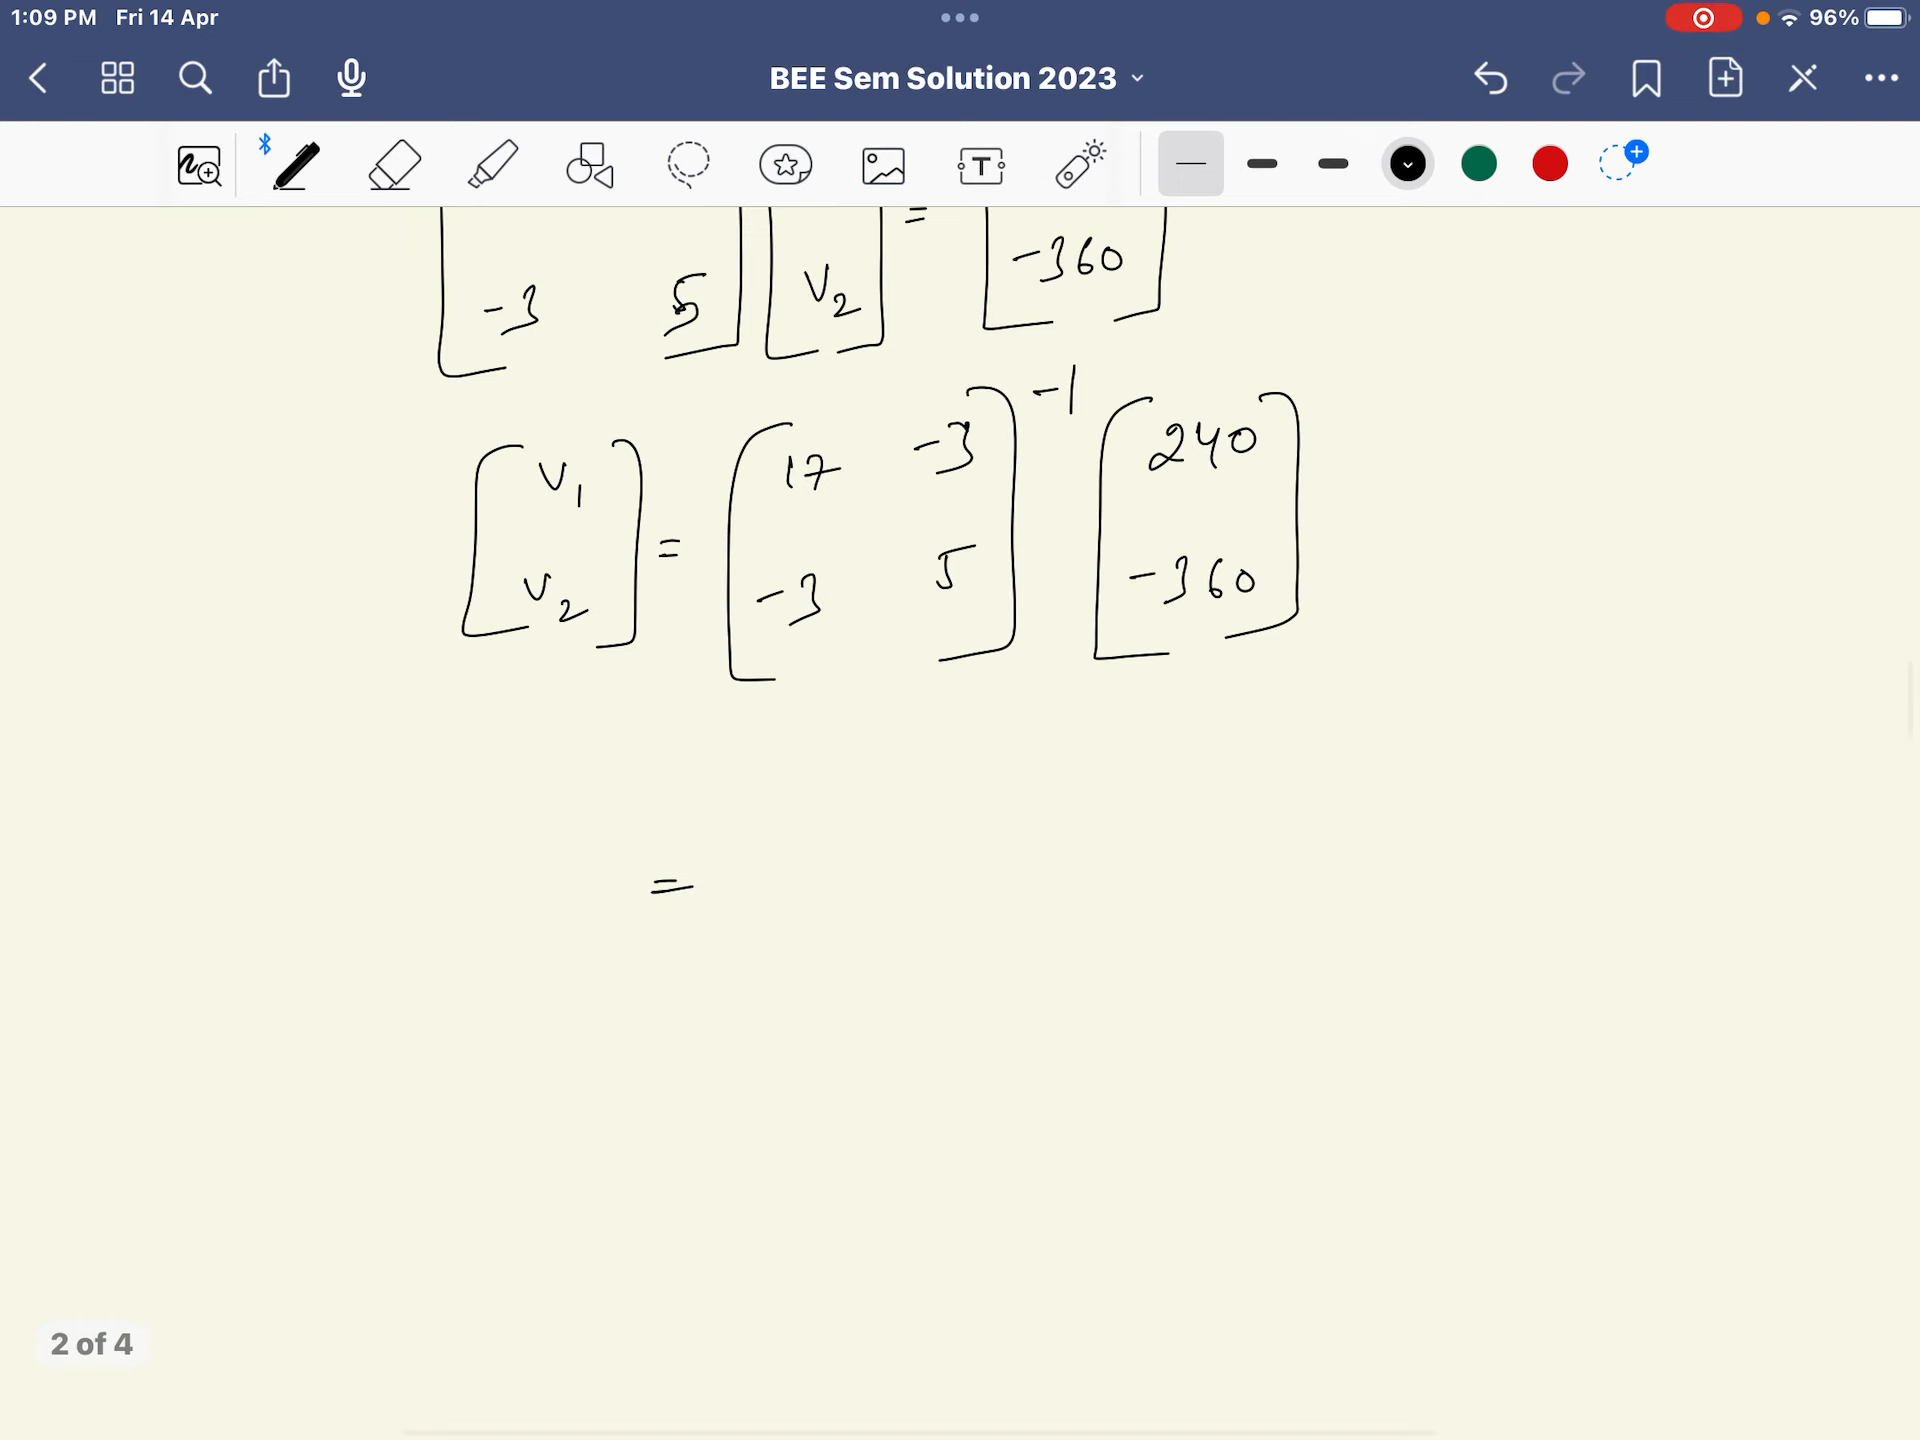 1:09 PM Fri 14 Apr 96%
BEE Sem Solution 2023
T
=
-360
-3 5 V2
-1
V1 17 -3 240
=
V2 -3 5 -360
=
2 of 4